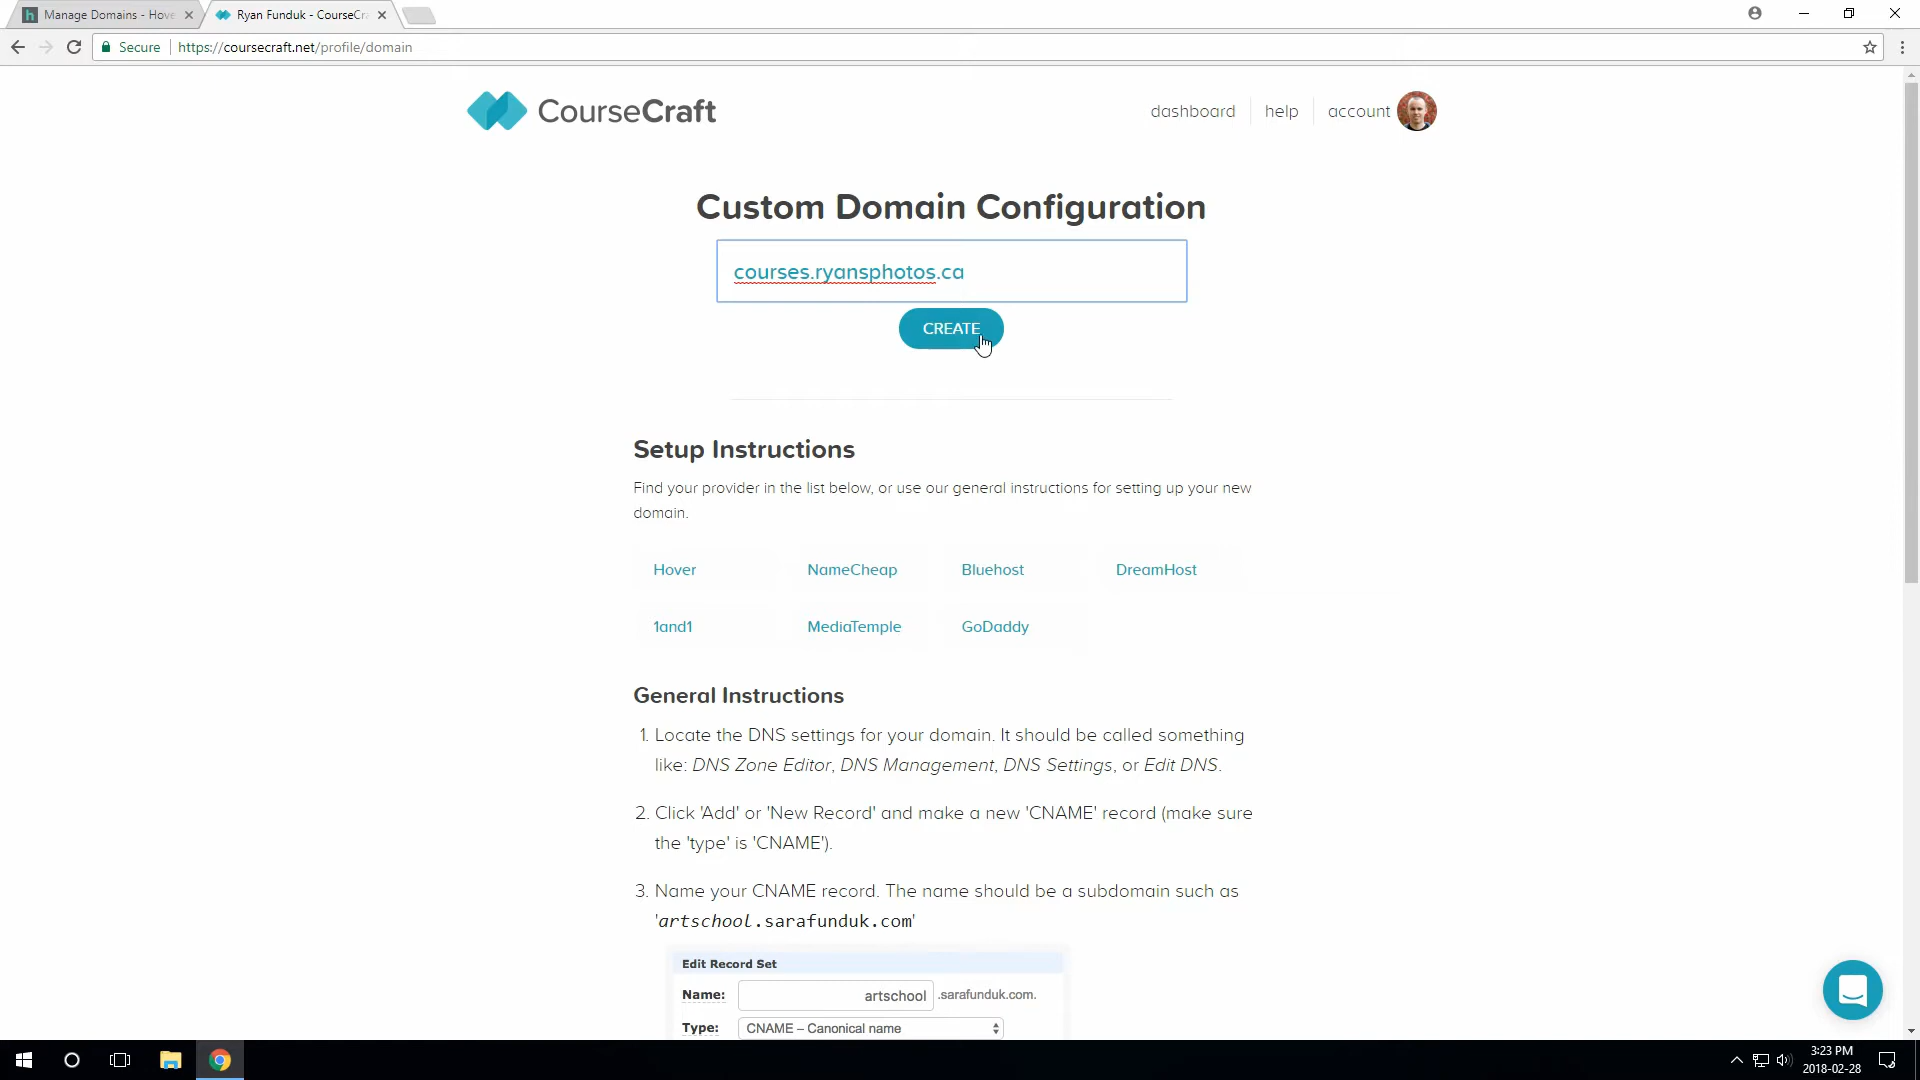 Manage Domains - Hove
Ryan Funduk - CourseCra
Secure
https://coursecraft.net/profile/domain
CourseCraft
dashboard
help
account
Custom Domain Configuration
courses.ryansphotos.ca
CREATE
Setup Instructions
Find your provider in the list below, or use our general instructions for setting up your new
domain.
Hover
NameCheap
Bluehost
DreamHost
1and1
MediaTemple
GoDaddy
General Instructions
1. Locate the DNS settings for your domain. It should be called something
like: DNS Zone Editor, DNS Management, DNS Settings, or Edit DNS.
2. Click 'Add' or 'New Record' and make a new 'CNAME' record (make sure
the 'type' is 'CNAME').
3. Name your CNAME record. The name should be a subdomain such as
'artschool.sarafunduk.com'
Edit Record Set
Name:
artschool
.sarafunduk.com.
Type:
CNAME – Canonical name
3:23 PM
2018-02-28